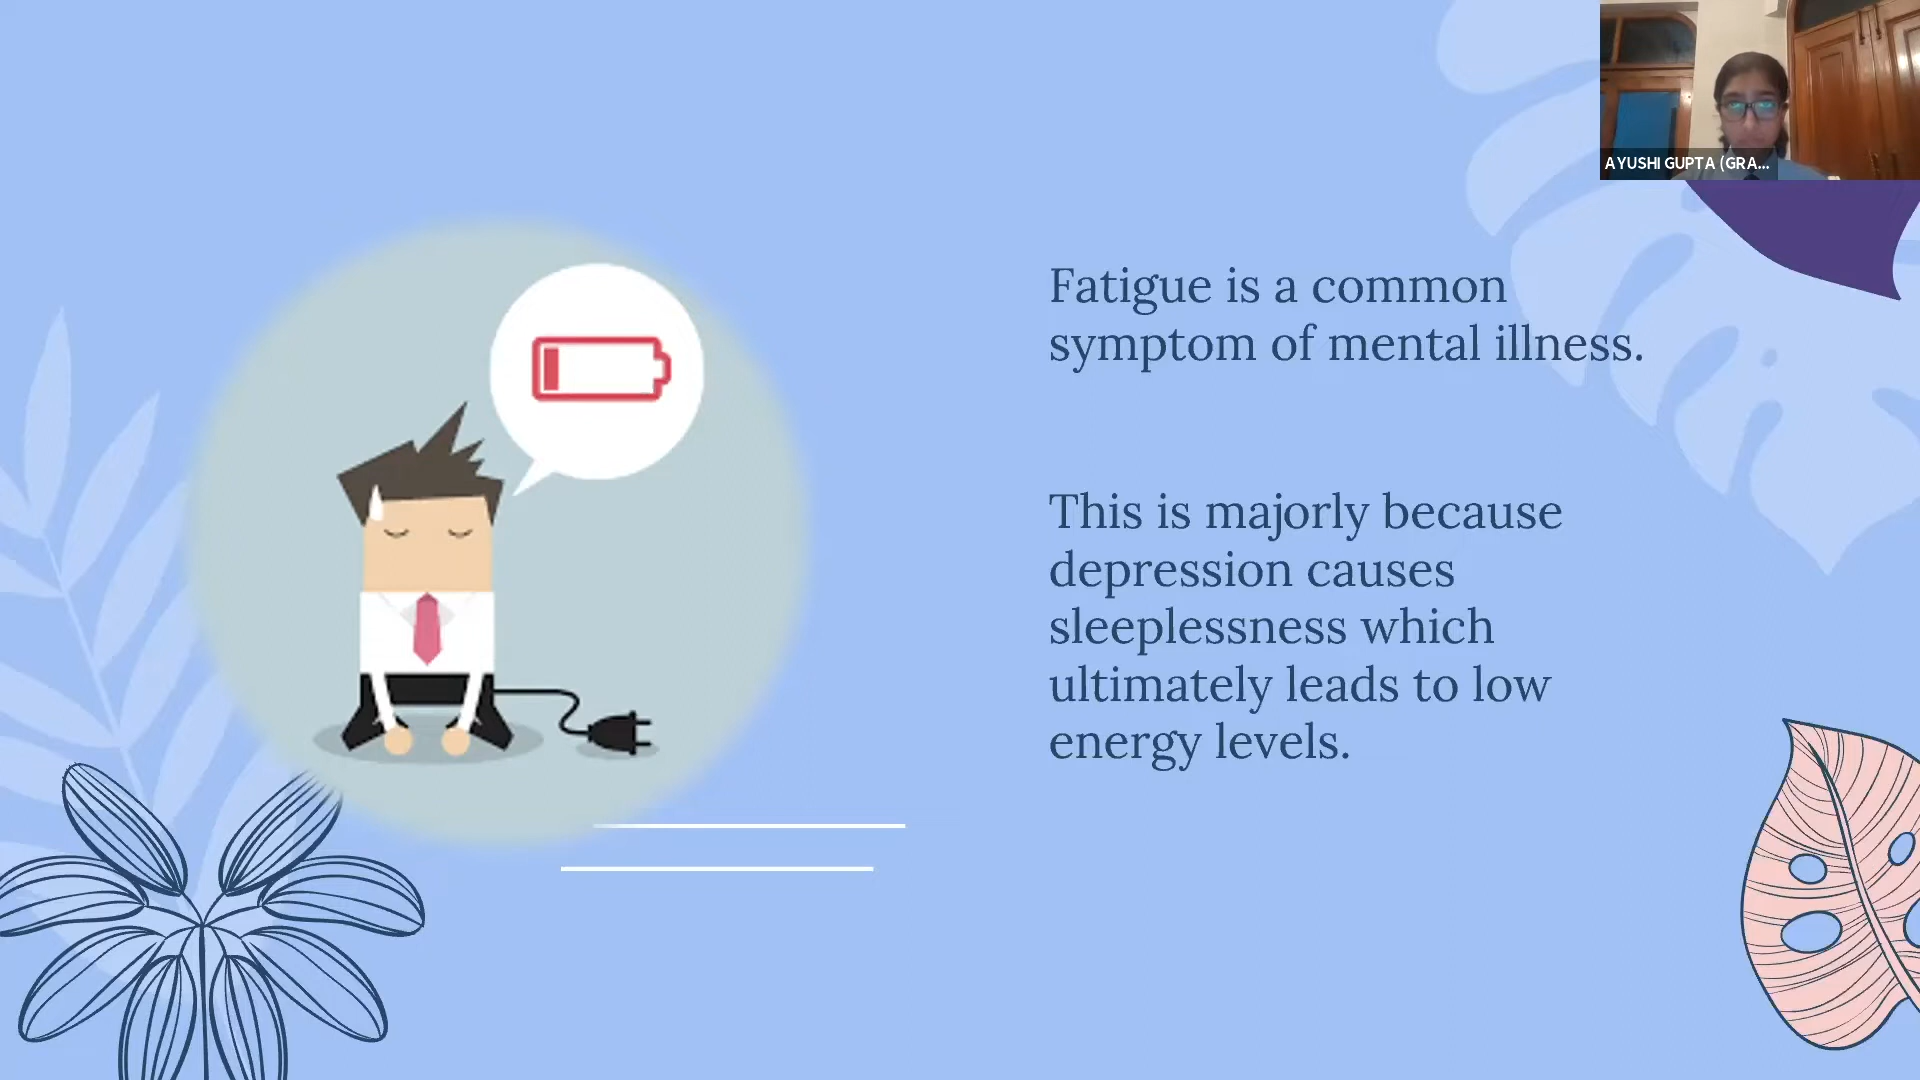 AYUSHI GUPTA (GRA...
Fatigue is a common
symptom of mental illness.
This is majorly because
depression causes
sleeplessness which
ultimately leads to low
energy levels.